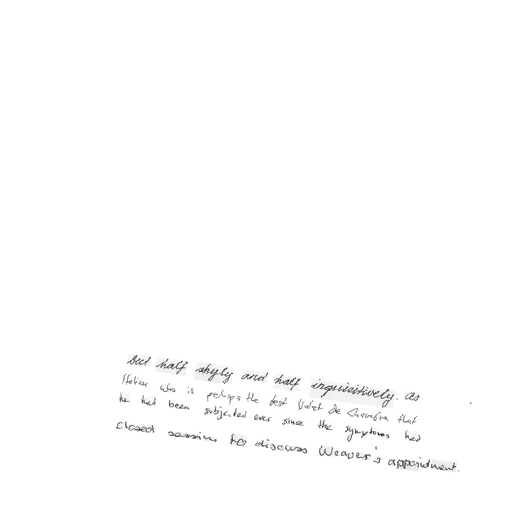 but half shyly and half inquisitively. As
Italian who is perhaps the best Valet de Chambre that
he had been subjected ever since the symptoms had
closed session to discuss Weaver's appointment.